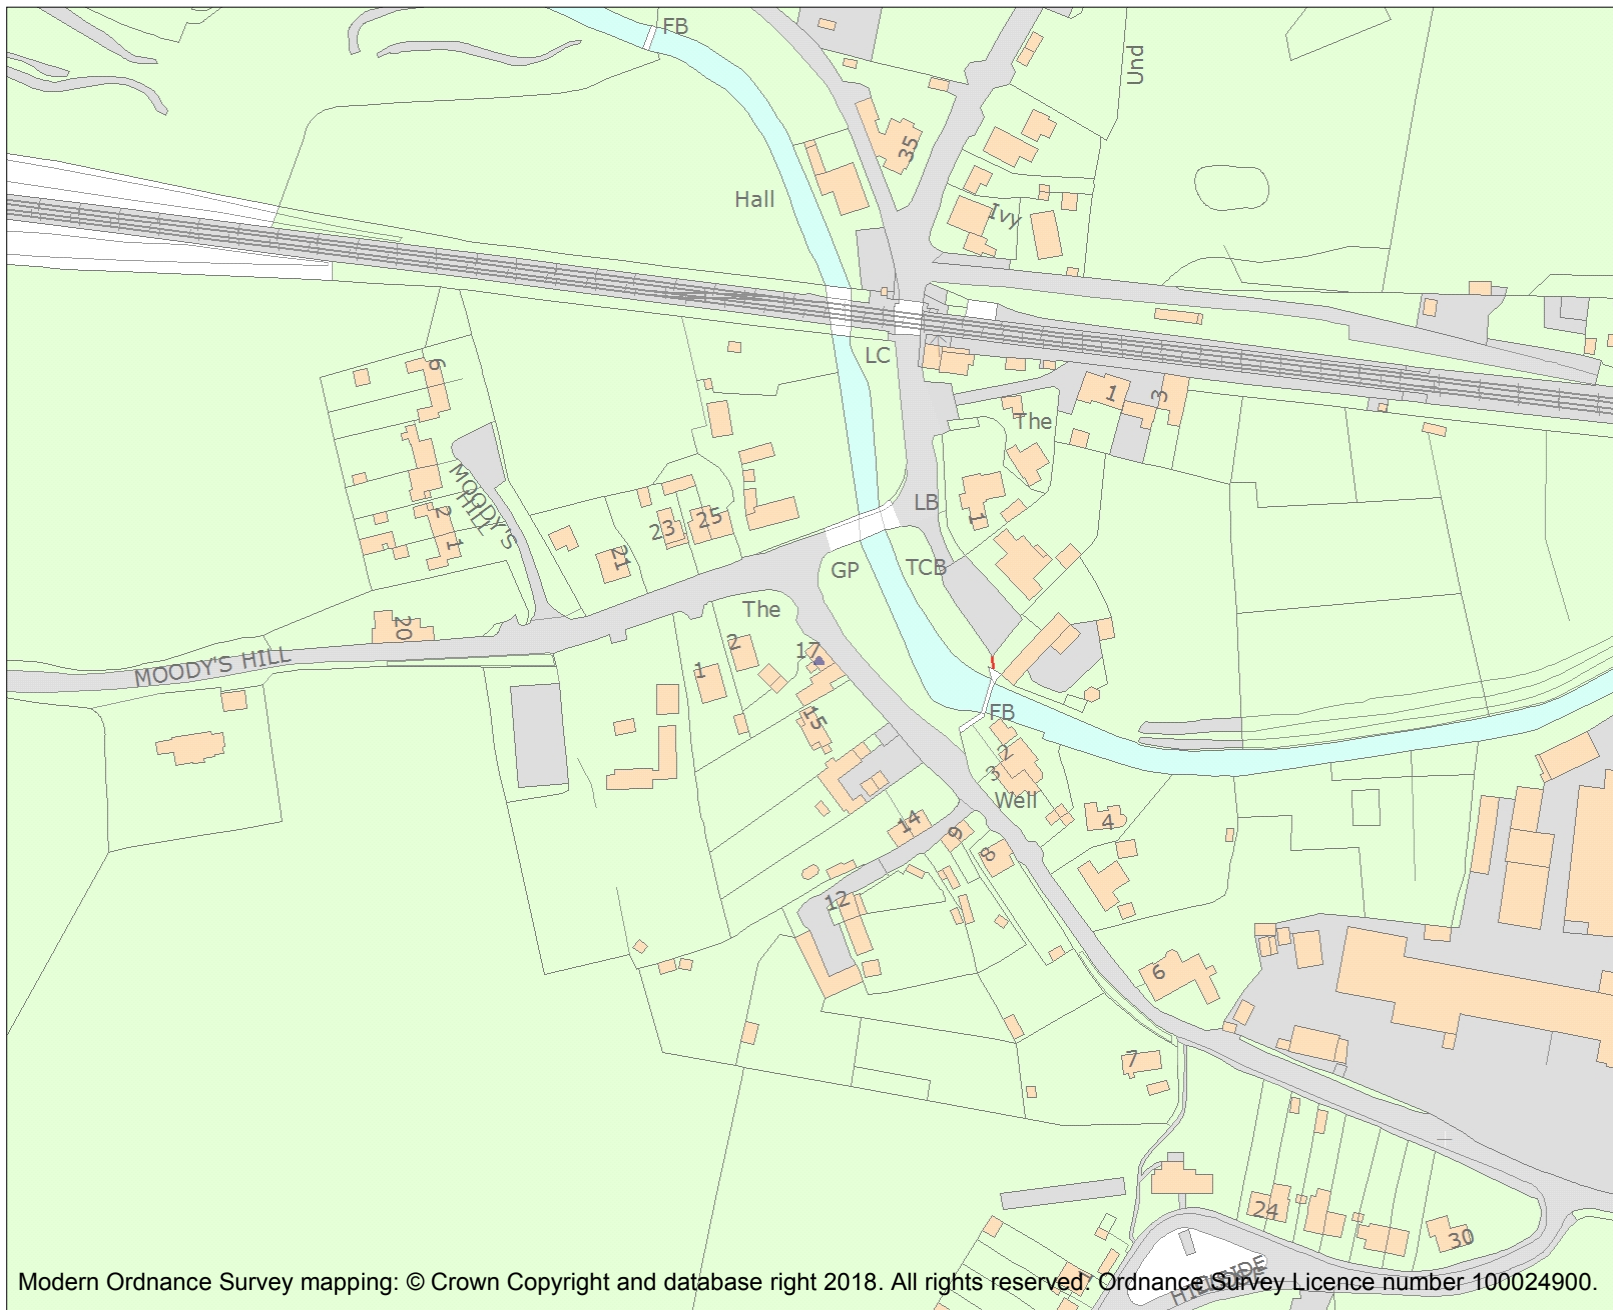 FB
Und
35
Hall
Ivy
LC
6
1
3
The
MOODY'S
HILL
LB
1
2
1
23
25
21
GP
TCB
The
20
2
17
MOODY'S HILL
1
15
FB
2
3
Well
4
14
9
8
12
6
7
24
30
HILLSIDE
Modern Ordnance Survey mapping: © Crown Copyright and database right 2018. All rights reserved. Ordnance Survey Licence number 100024900.